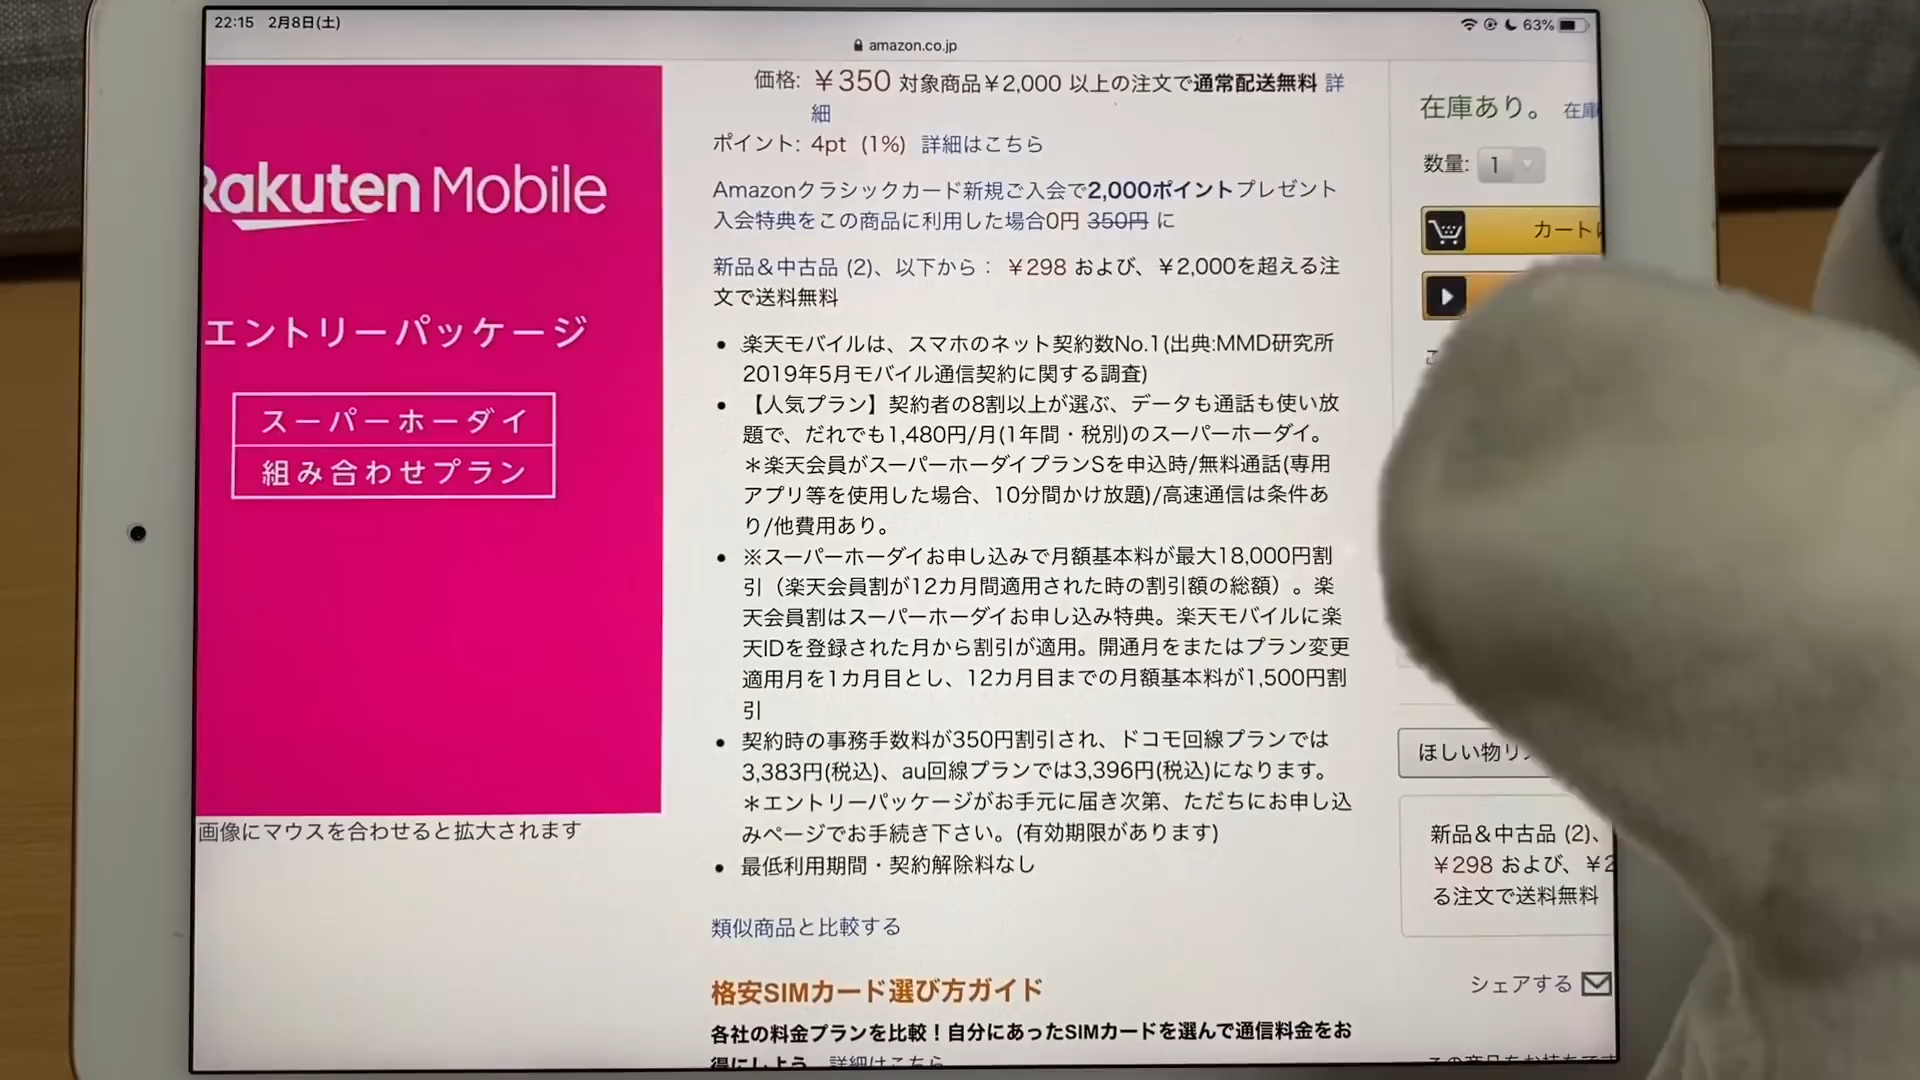 22:15 2月8日(土)
63%
amazon.co.jp
Rakuten Mobile
エントリーパッケージ
スーパーホーダイ
組み合わせプラン
画像にマウスを合わせると拡大されます
価格: ￥350 対象商品￥2,000 以上の注文で通常配送無料 詳
細
ポイント: 4pt (1%) 詳細はこちら
Amazonクラシックカード新規ご入会で2,000ポイントプレゼント
入会特典をこの商品に利用した場合0円 350円 に
新品＆中古品 (2)、以下から： ￥298 および、￥2,000を超える注
文で送料無料
• 楽天モバイルは、スマホのネット契約数No.1(出典:MMD研究所
2019年5月モバイル通信契約に関する調査)
• 【人気プラン】契約者の8割以上が選ぶ、データも通話も使い放
題で、だれでも1,480円/月(1年間・税別)のスーパーホーダイ。
＊楽天会員がスーパーホーダイプランSを申込時/無料通話(専用
アプリ等を使用した場合、10分間かけ放題)/高速通信は条件あ
り/他費用あり。
• ※スーパーホーダイお申し込みで月額基本料が最大18,000円割
引（楽天会員割が12カ月間適用された時の割引額の総額）。楽
天会員割はスーパーホーダイお申し込み特典。楽天モバイルに楽
天IDを登録された月から割引が適用。開通月をまたはプラン変更
適用月を1カ月目とし、12カ月目までの月額基本料が1,500円割
引
• 契約時の事務手数料が350円割引され、ドコモ回線プランでは
3,383円(税込)、au回線プランでは3,396円(税込)になります。
＊エントリーパッケージがお手元に届き次第、ただちにお申し込
みページでお手続き下さい。(有効期限があります)
• 最低利用期間・契約解除料なし
類似商品と比較する
格安SIMカード選び方ガイド
各社の料金プランを比較！自分にあったSIMカードを選んで通信料金をお
得にしよう 詳細はこちら
在庫あり。 在庫
数量: 1
カートに
ほしい物リ
新品＆中古品 (2)、
￥298 および、￥2
る注文で送料無料
シェアする
この商品をお持ちです